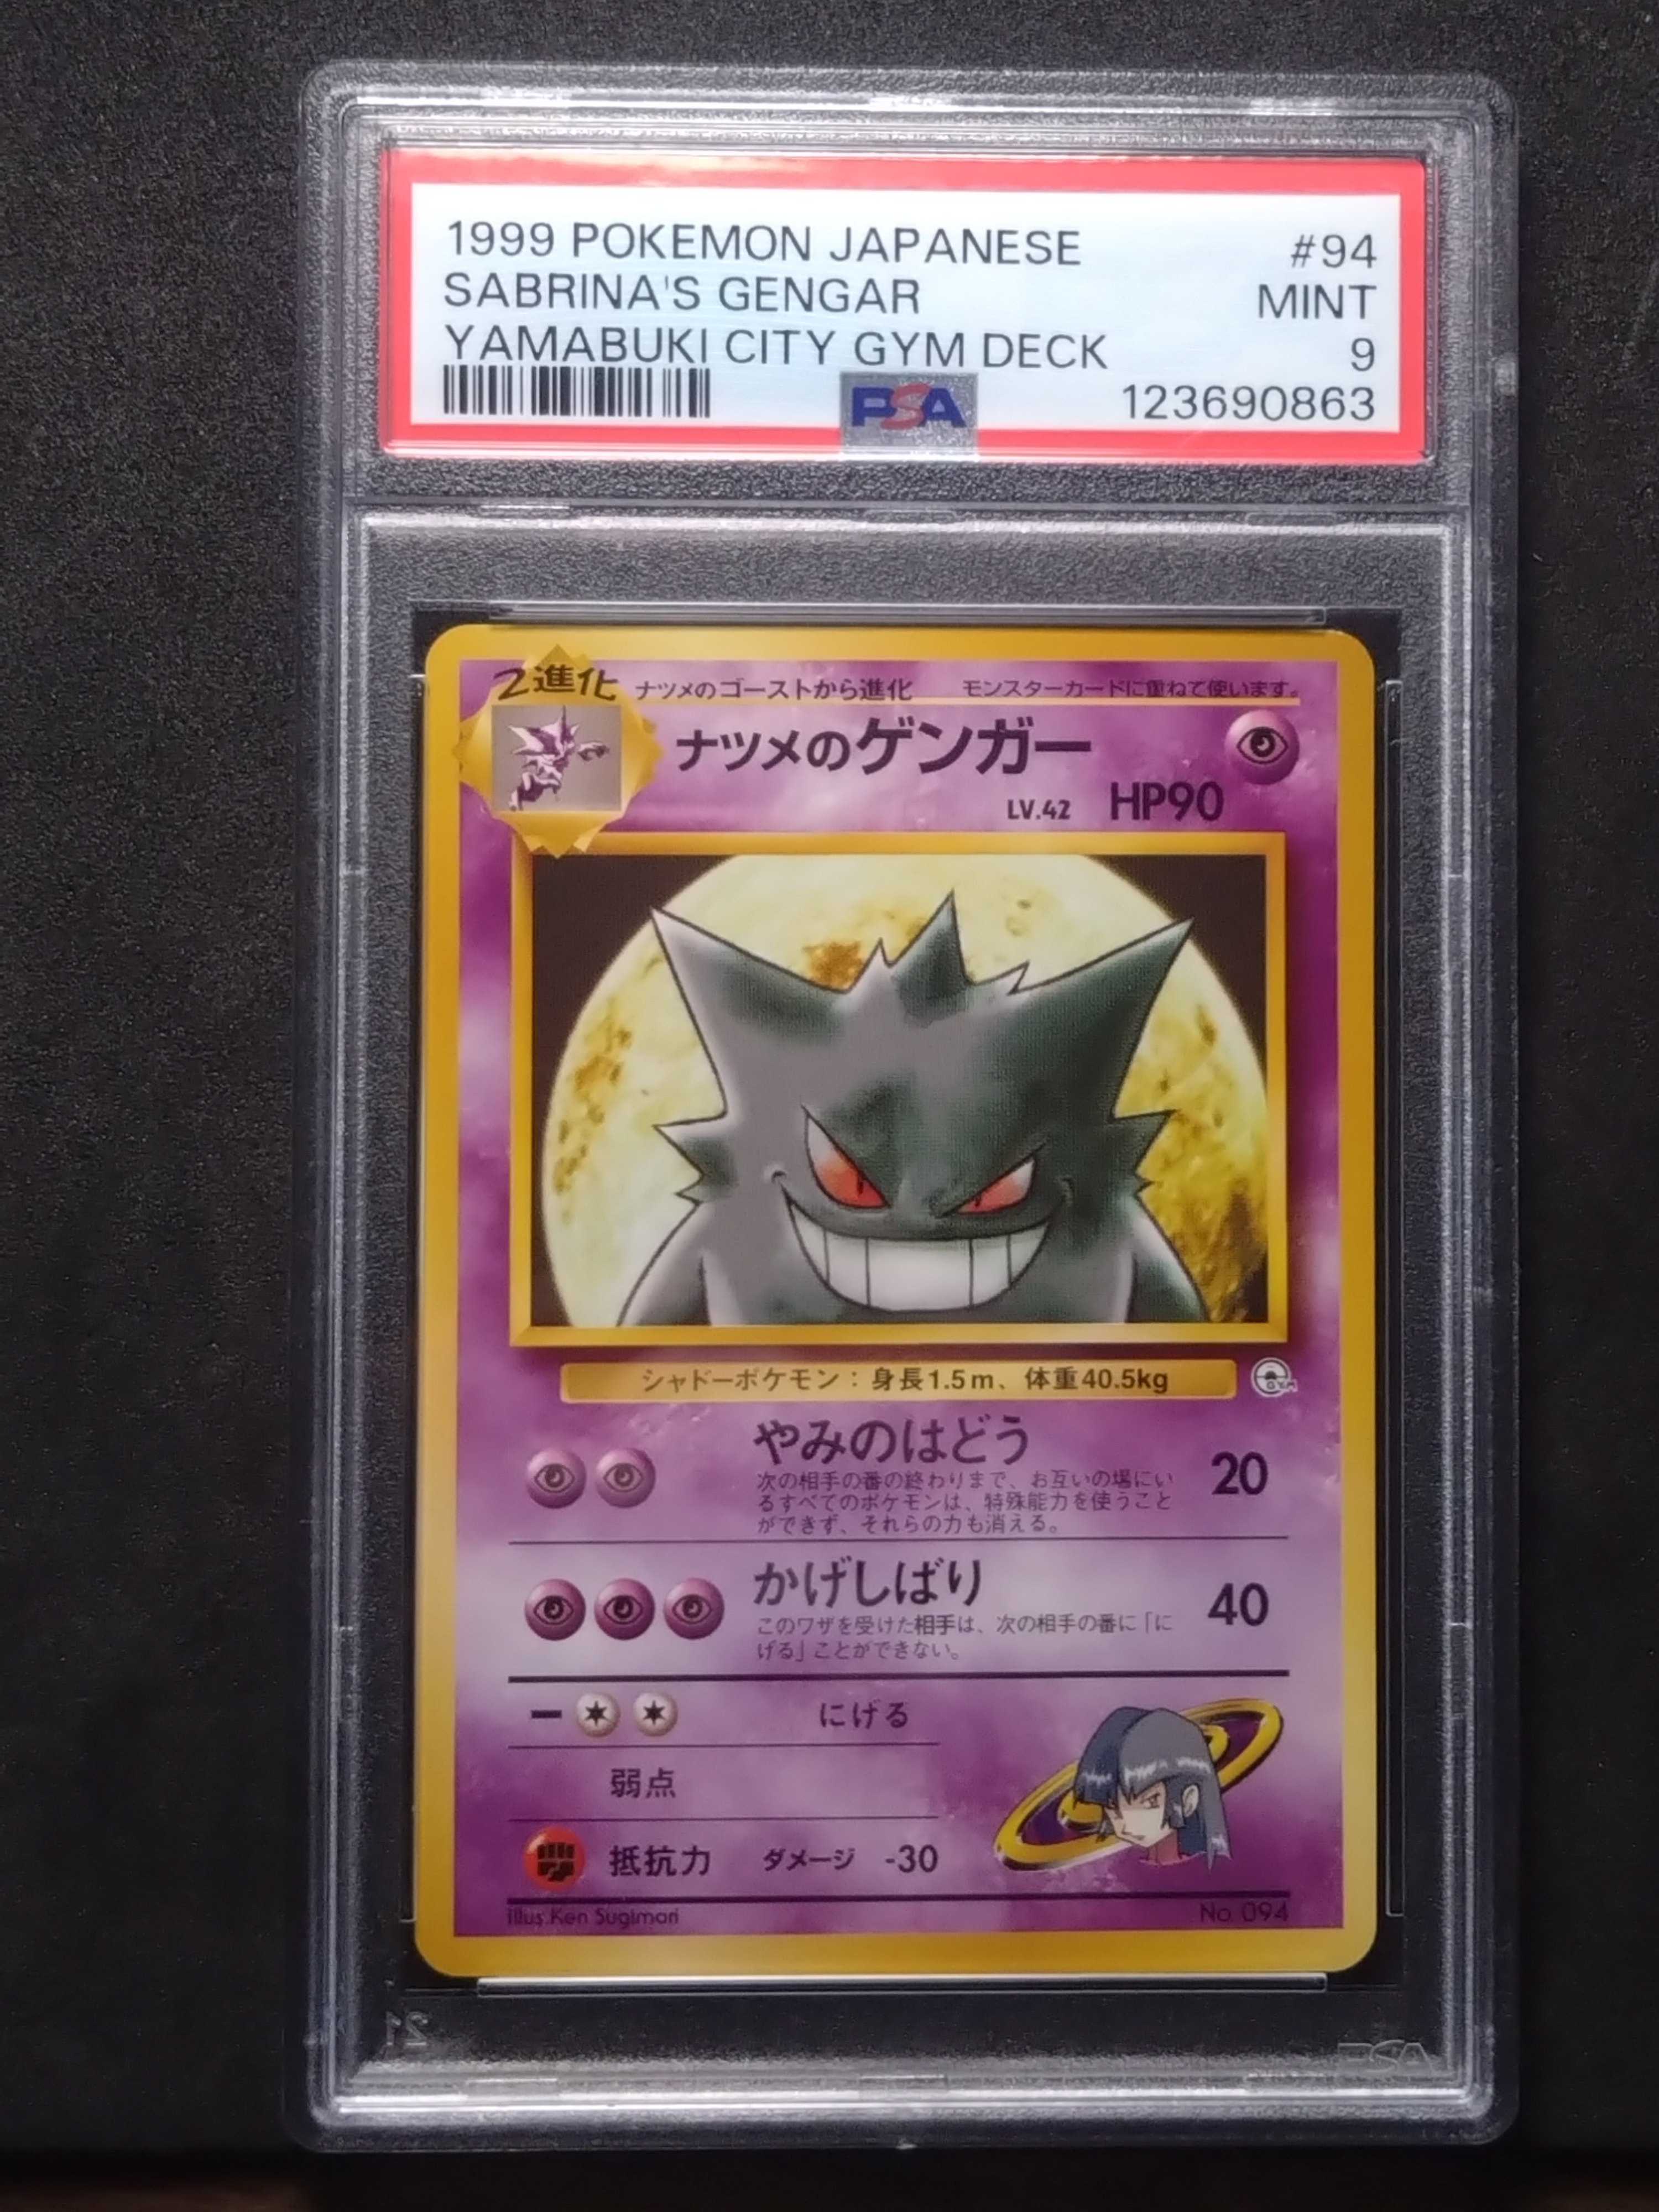 1999 POKEMON JAPANESE #94
SABRINA'S GENGAR MINT
YAMABUKI CITY GYM DECK 9
PSA 123690863
2進化 ナツメのゴーストから進化 モンスターカードに重ねて使います。
ナツメのゲンガー
LV.42 HP90
シャドーポケモン：身長1.5m、体重40.5kg
GYM
やみのはどう 20
次の相手の番の終わりまで、お互いの場にい
るすべてのポケモンは、特殊能力を使うこと
ができず、それらの力も消える。
かげしばり 40
このワザを受けた相手は、次の相手の番に「に
げる」ことができない。
にげる
弱点
抵抗力 ダメージ -30
Illus.Ken Sugimori No.094
21 PSA